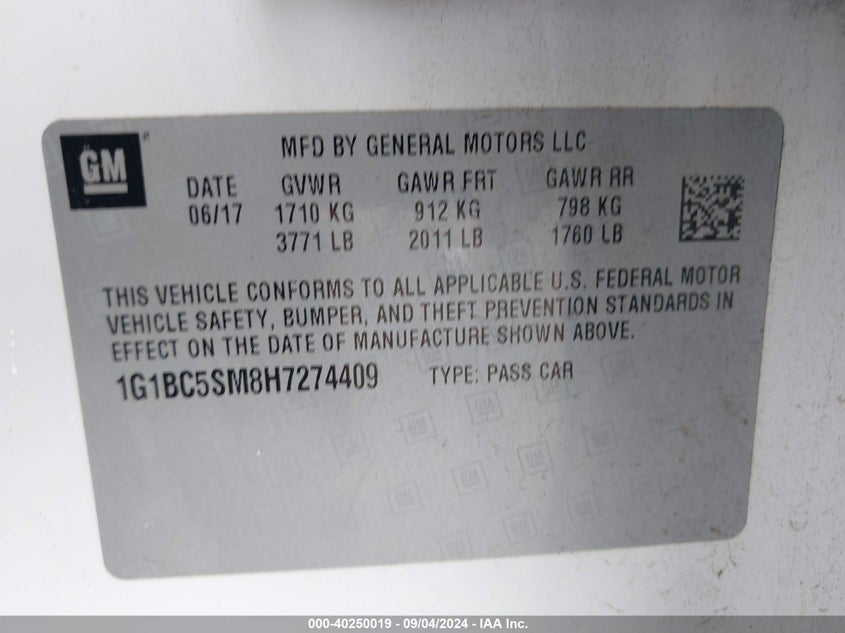 GM
MFD BY GENERAL MOTORS LLC
DATE GVWR GAWR FRT GAWR RR
06/17 1710 KG 912 KG 798 KG
3771 LB 2011 LB 1760 LB
THIS VEHICLE CONFORMS TO ALL APPLICABLE U.S. FEDERAL MOTOR
VEHICLE SAFETY, BUMPER, AND THEFT PREVENTION STANDARDS IN
EFFECT ON THE DATE OF MANUFACTURE SHOWN ABOVE.
1G1BC5SM8H7274409 TYPE: PASS CAR
000-40250019 - 09/04/2024 - IAA Inc.